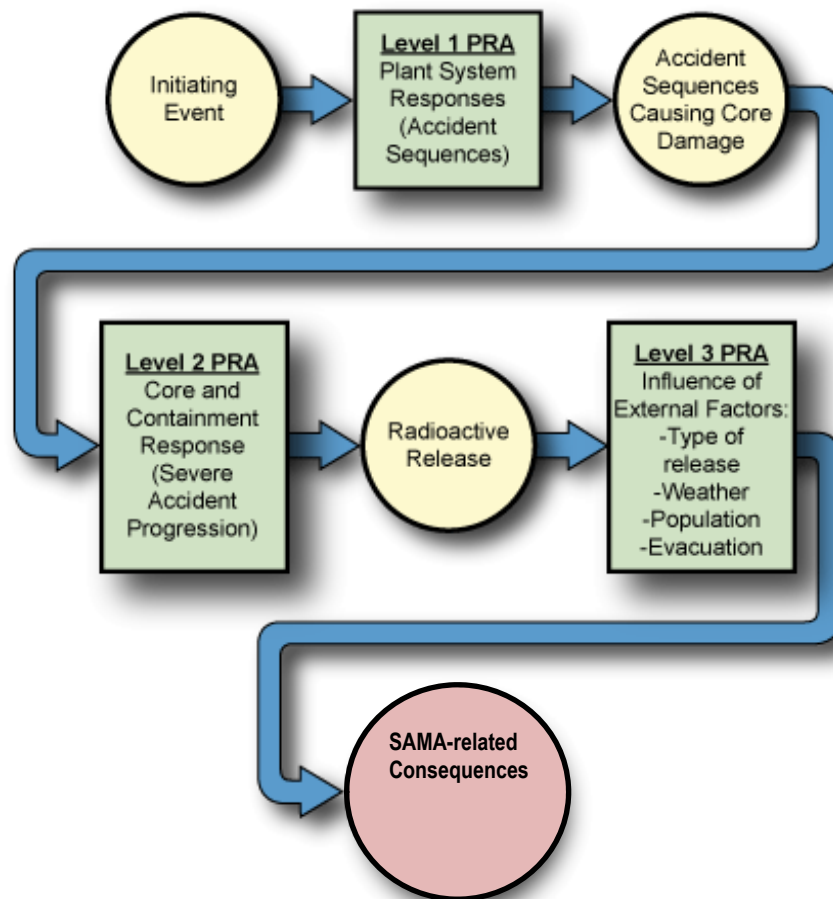 Initiating
Event
Level 1 PRA
Plant System
Responses
(Accident
Sequences)
Accident
Sequences
Causing Core
Damage
Level 2 PRA
Core and
Containment
Response
(Severe
Accident
Progression)
Radioactive
Release
Level 3 PRA
Influence of
External Factors:
-Type of
release
-Weather
-Population
-Evacuation
SAMA-related
Consequences